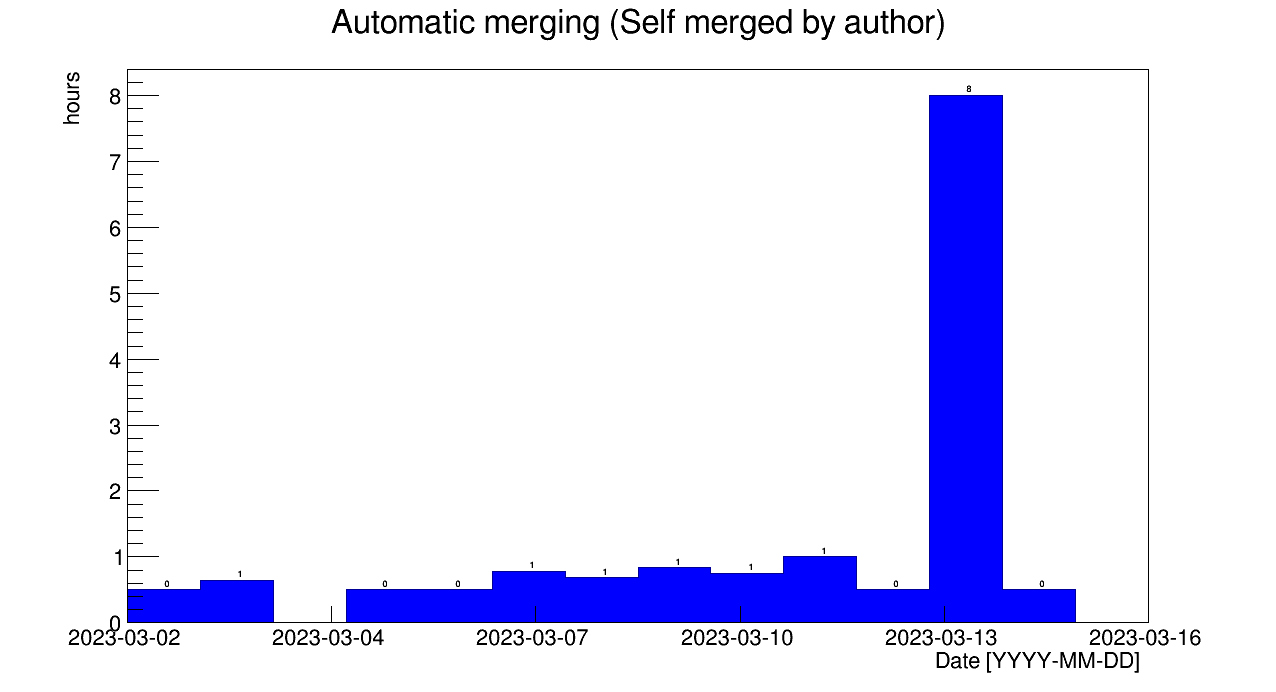 Automatic merging (Self merged by author)
hours
8
7
6
5
4
3
2
1
0
0 1 0 0 1 1 1 1 1 0 8 0
2023-03-02 2023-03-04 2023-03-07 2023-03-10 2023-03-13 2023-03-16
Date [YYYY-MM-DD]